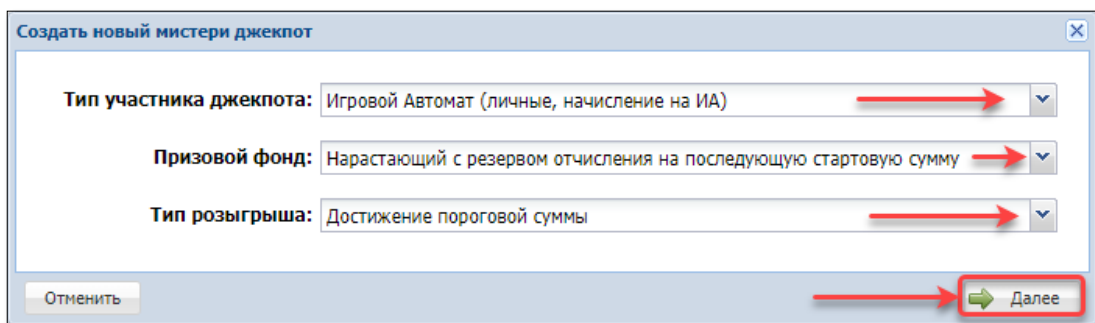 Создать новый мистери джекпот
Тип участника джекпота: Игровой Автомат (личные, начисление на ИА)
Призовой фонд: Нарастающий с резервом отчисления на последующую стартовую сумму
Тип розыгрыша: Достижение пороговой суммы
Отменить Далее